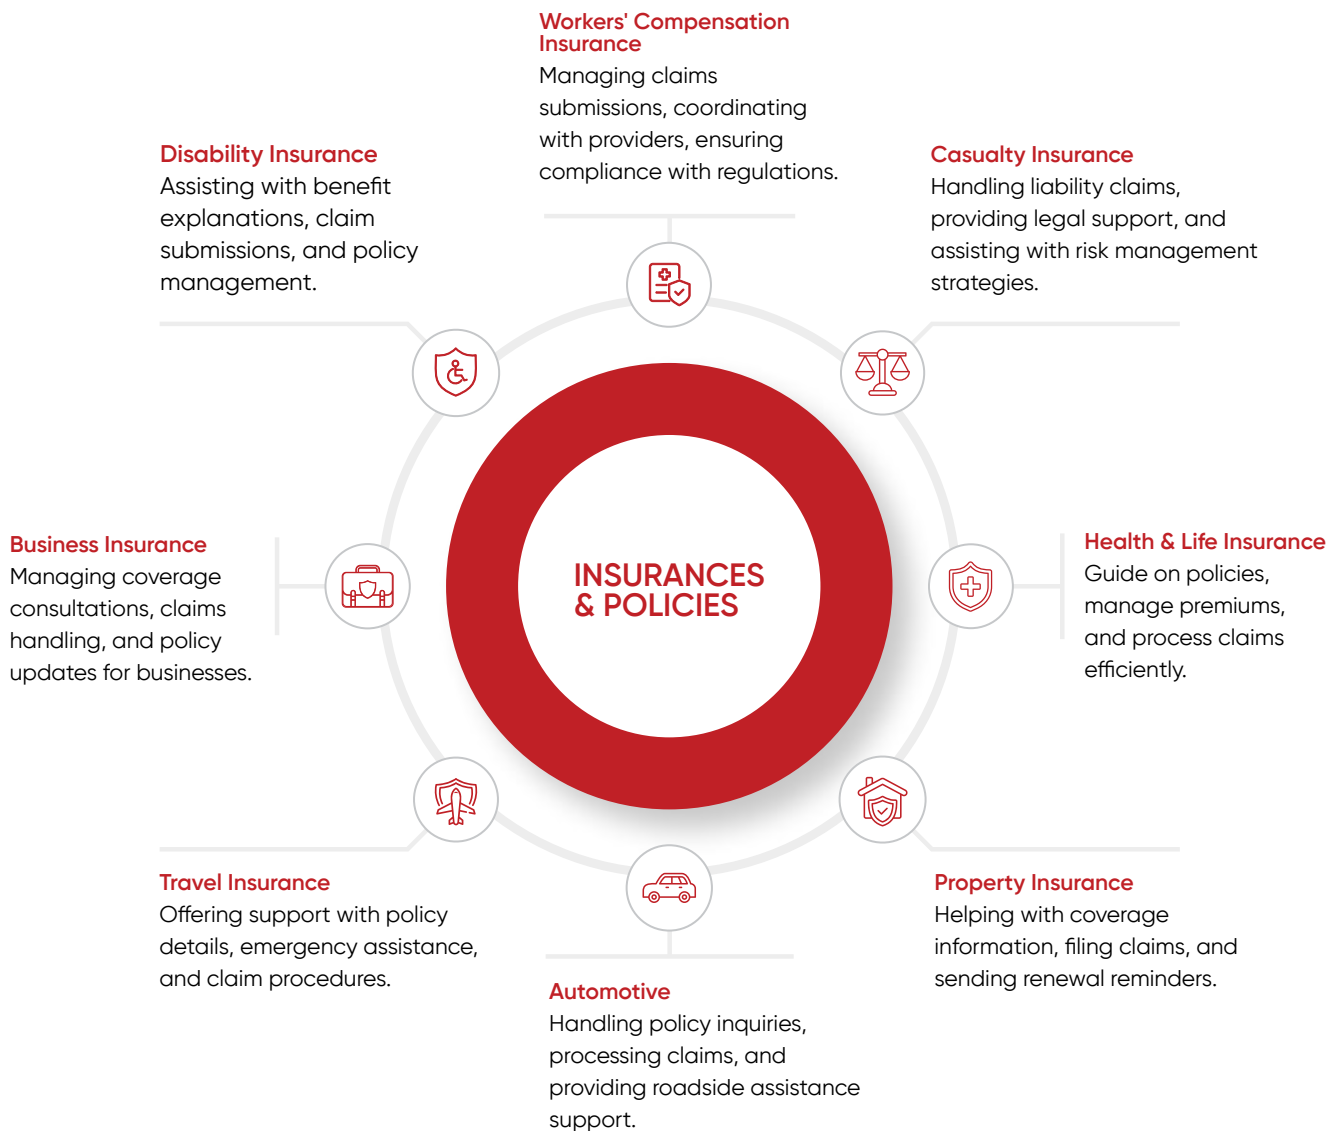 Workers' Compensation
Insurance
Managing claims
submissions, coordinating
with providers, ensuring
compliance with regulations.
Disability Insurance
Assisting with benefit
explanations, claim
submissions, and policy
management.
Casualty Insurance
Handling liability claims,
providing legal support, and
assisting with risk management
strategies.
Business Insurance
Managing coverage
consultations, claims
handling, and policy
updates for businesses.
INSURANCES
& POLICIES
Health & Life Insurance
Guide on policies,
manage premiums,
and process claims
efficiently.
Travel Insurance
Offering support with policy
details, emergency assistance,
and claim procedures.
Property Insurance
Helping with coverage
information, filing claims, and
sending renewal reminders.
Automotive
Handling policy inquiries,
processing claims, and
providing roadside assistance
support.